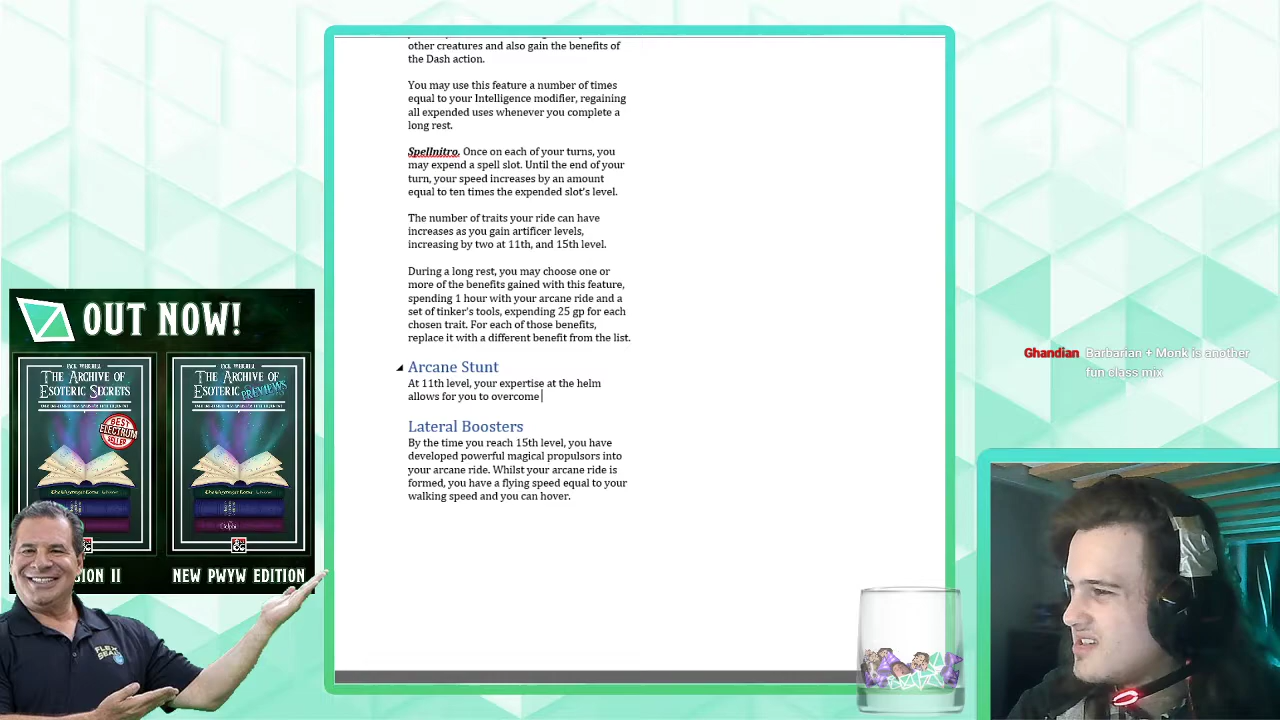 other creatures and also gain the benefits of
the Dash action.
You may use this feature a number of times
equal to your Intelligence modifier, regaining
all expended uses whenever you complete a
long rest.
Spellnitro. Once on each of your turns, you
may expend a spell slot. Until the end of your
turn, your speed increases by an amount
equal to ten times the expended slot's level.
The number of traits your ride can have
increases as you gain artificer levels,
increasing by two at 11th, and 15th level.
During a long rest, you may choose one or
more of the benefits gained with this feature,
spending 1 hour with your arcane ride and a
set of tinker's tools, expending 25 gp for each
chosen trait. For each of those benefits,
replace it with a different benefit from the list.
Arcane Stunt
At 11th level, your expertise at the helm
allows for you to overcome
Lateral Boosters
By the time you reach 15th level, you have
developed powerful magical propulsors into
your arcane ride. Whilst your arcane ride is
formed, you have a flying speed equal to your
walking speed and you can hover.
OUT NOW!
THE ARCHIVE OF
ESOTERIC SECRETS
BEST
ELECTRUM
SELLER
THE ARCHIVE OF
ESOTERIC
PREVIEWS
ION II
NEW PWYW EDITION
FLEX
SEAL
Ghandian Barbarian + Monk is another
fun class mix